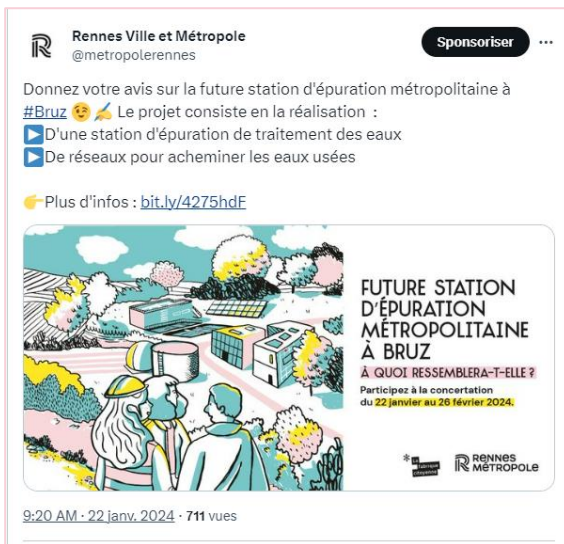 Rennes Ville et Métropole
@metropolerennes
Sponsoriser
Donnez votre avis sur la future station d'épuration métropolitaine à
#Bruz 😉✍️ Le projet consiste en la réalisation :
▶️D'une station d'épuration de traitement des eaux
▶️De réseaux pour acheminer les eaux usées
👉Plus d'infos : bit.ly/4275hdF
FUTURE STATION
D'ÉPURATION
MÉTROPOLITAINE
À BRUZ
À QUOI RESSEMBLERA-T-ELLE ?
Participez à la concertation
du 22 janvier au 26 février 2024.
La
fabrique
citoyenne
RENNES
MÉTROPOLE
9:20 AM · 22 janv. 2024 · 711 vues